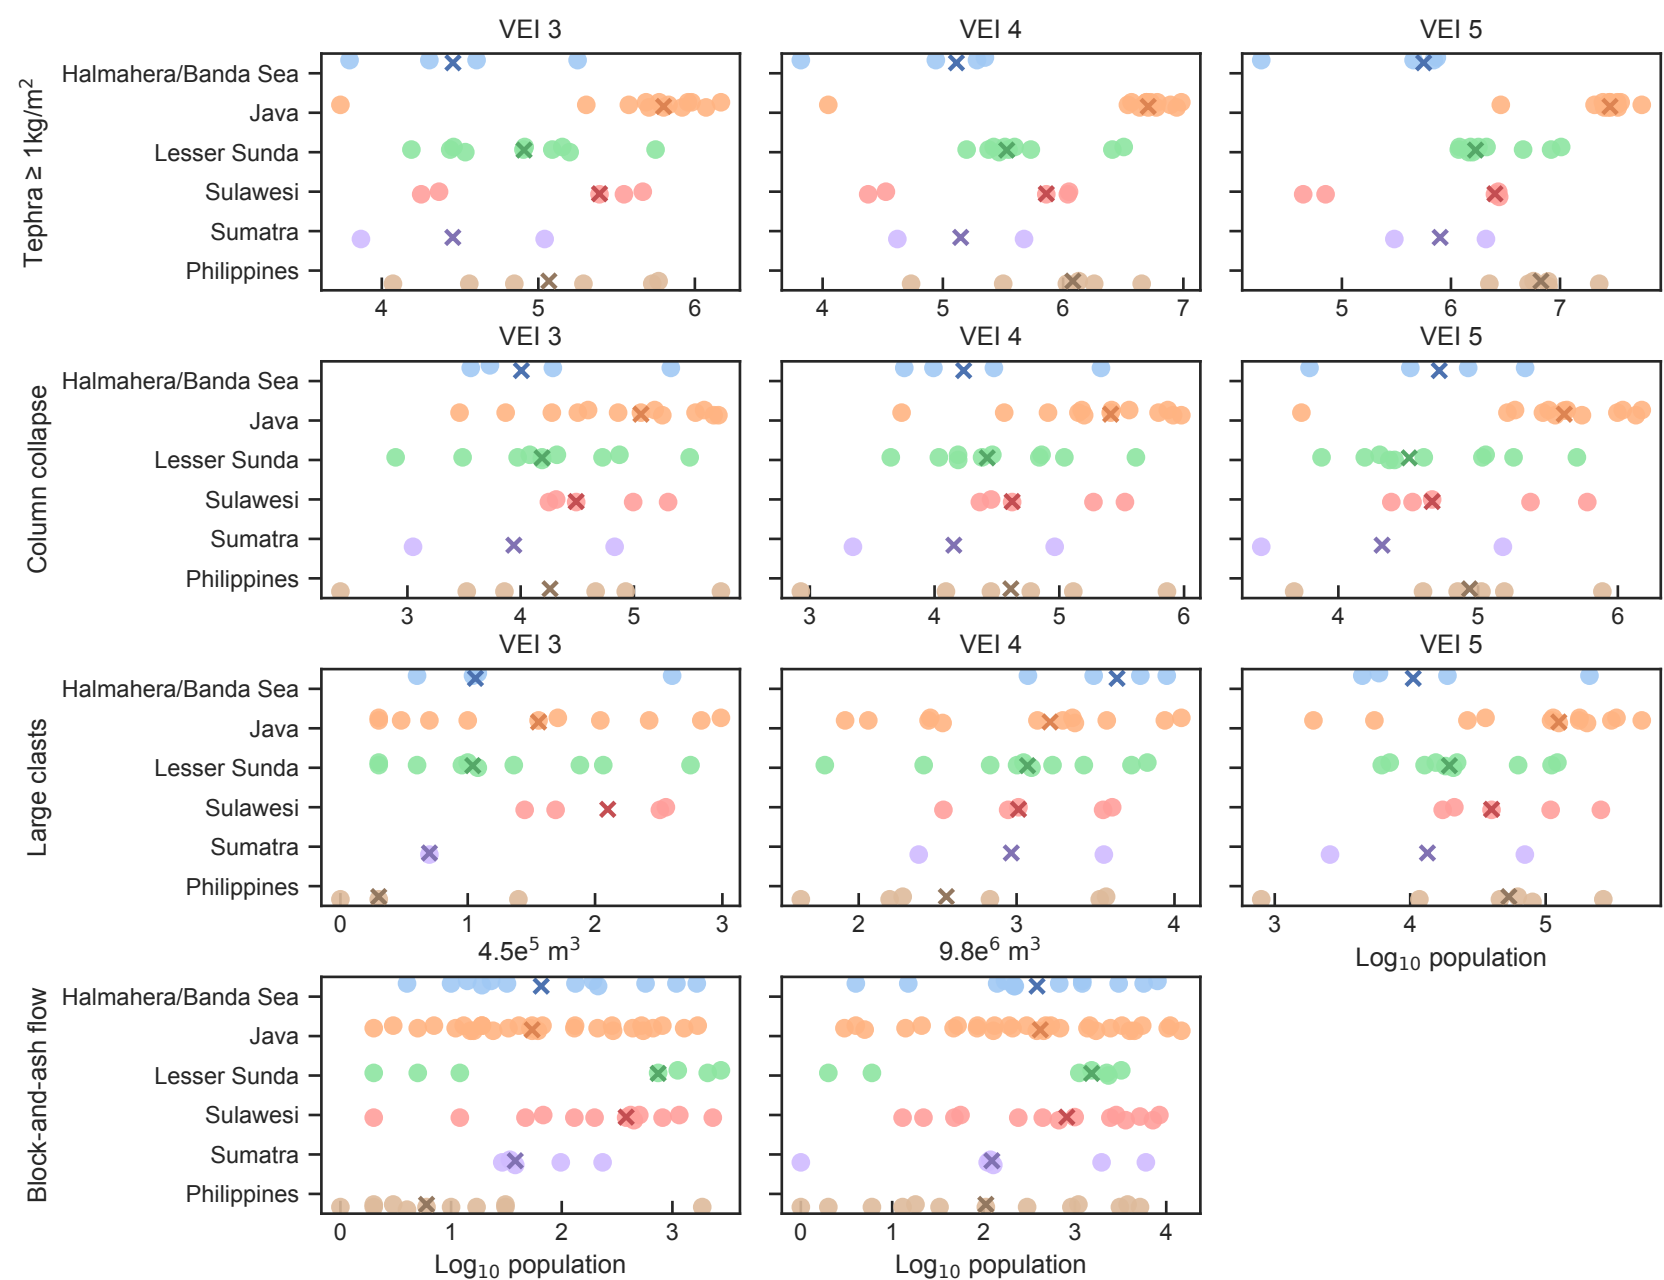 VEI 3 VEI 4 VEI 5
Tephra ≥ 1kg/m²
Halmahera/Banda Sea
Java
Lesser Sunda
Sulawesi
Sumatra
Philippines
4 5 6 4 5 6 7 5 6 7
VEI 3 VEI 4 VEI 5
Column collapse
Halmahera/Banda Sea
Java
Lesser Sunda
Sulawesi
Sumatra
Philippines
3 4 5 3 4 5 6 4 5 6
VEI 3 VEI 4 VEI 5
Large clasts
Halmahera/Banda Sea
Java
Lesser Sunda
Sulawesi
Sumatra
Philippines
0 1 2 3 2 3 4 3 4 5
Log₁₀ population
4.5e⁵ m³ 9.8e⁶ m³
Block-and-ash flow
Halmahera/Banda Sea
Java
Lesser Sunda
Sulawesi
Sumatra
Philippines
0 1 2 3 0 1 2 3 4
Log₁₀ population Log₁₀ population